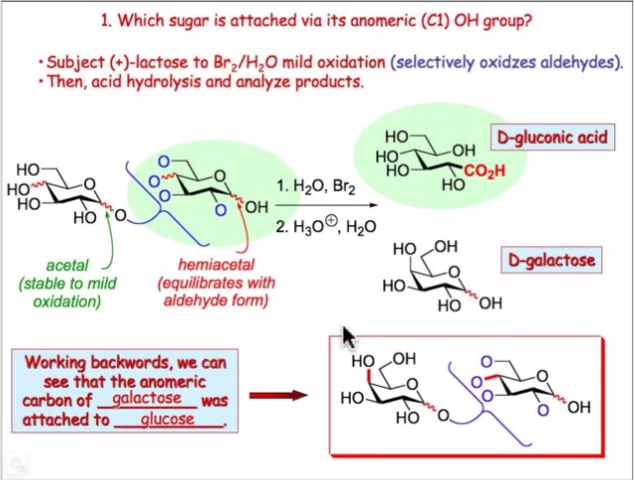 1. Which sugar is attached via its anomeric (C1) OH group?
• Subject (+)-lactose to Br₂/H₂O mild oxidation (selectively oxidzes aldehydes).
• Then, acid hydrolysis and analyze products.
HO
HO
HO
HO
O
O
O
O
O
O
O
OH
1. H₂O, Br₂
2. H₃O⊕, H₂O
HO
HO
HO
OH
CO₂H
HO
D-gluconic acid
acetal
(stable to mild
oxidation)
hemiacetal
(equilibrates with
aldehyde form)
HO
OH
O
HO
HO
OH
D-galactose
Working backwords, we can
see that the anomeric
carbon of galactose was
attached to glucose.
HO
OH
O
HO
HO
O
O
O
O
O
O
OH